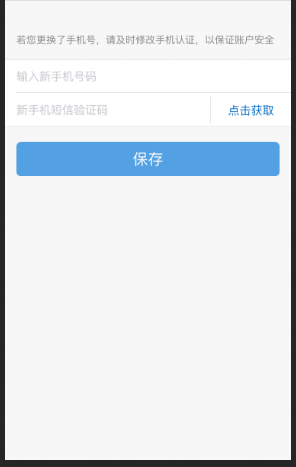 若您更换了手机号，请及时修改手机认证，以保证账户安全
输入新手机号码
新手机短信验证码
点击获取
保存